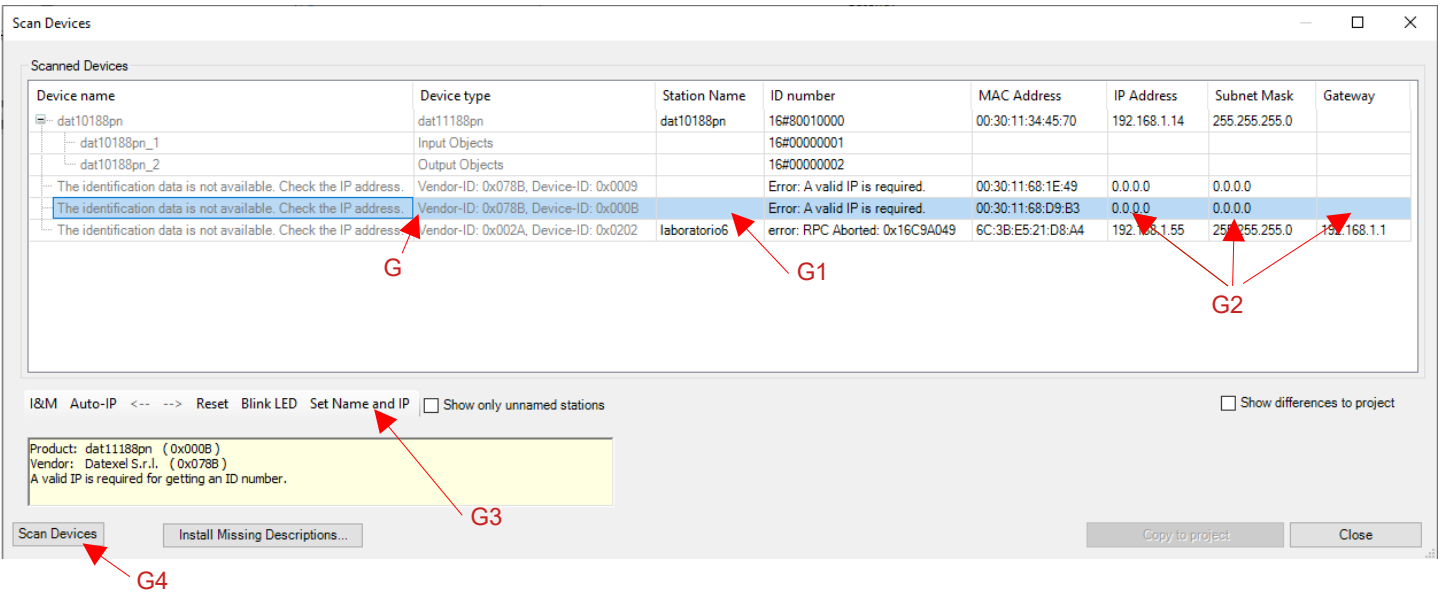 Scan Devices
Scanned Devices
Device name Device type Station Name ID number MAC Address IP Address Subnet Mask Gateway
dat10188pn dat11188pn dat10188pn 16#80010000 00:30:11:34:45:70 192.168.1.14 255.255.255.0
dat10188pn_1 Input Objects 16#00000001
dat10188pn_2 Output Objects 16#00000002
The identification data is not available. Check the IP address. Vendor-ID: 0x078B, Device-ID: 0x0009 Error: A valid IP is required. 00:30:11:68:1E:49 0.0.0.0 0.0.0.0
The identification data is not available. Check the IP address. Vendor-ID: 0x078B, Device-ID: 0x000B Error: A valid IP is required. 00:30:11:68:D9:B3 0.0.0.0 0.0.0.0
The identification data is not available. Check the IP address. Vendor-ID: 0x002A, Device-ID: 0x0202 laboratorio6 error: RPC Aborted: 0x16C9A049 6C:3B:E5:21:D8:A4 192.168.1.55 255.255.255.0 192.168.1.1
G
G1
G2
I&M Auto-IP <-- --> Reset Blink LED Set Name and IP Show only unnamed stations Show differences to project
Product: dat11188pn (0x000B)
Vendor: Datexel S.r.l. (0x078B)
A valid IP is required for getting an ID number.
G3
Scan Devices Install Missing Descriptions... Copy to project Close
G4